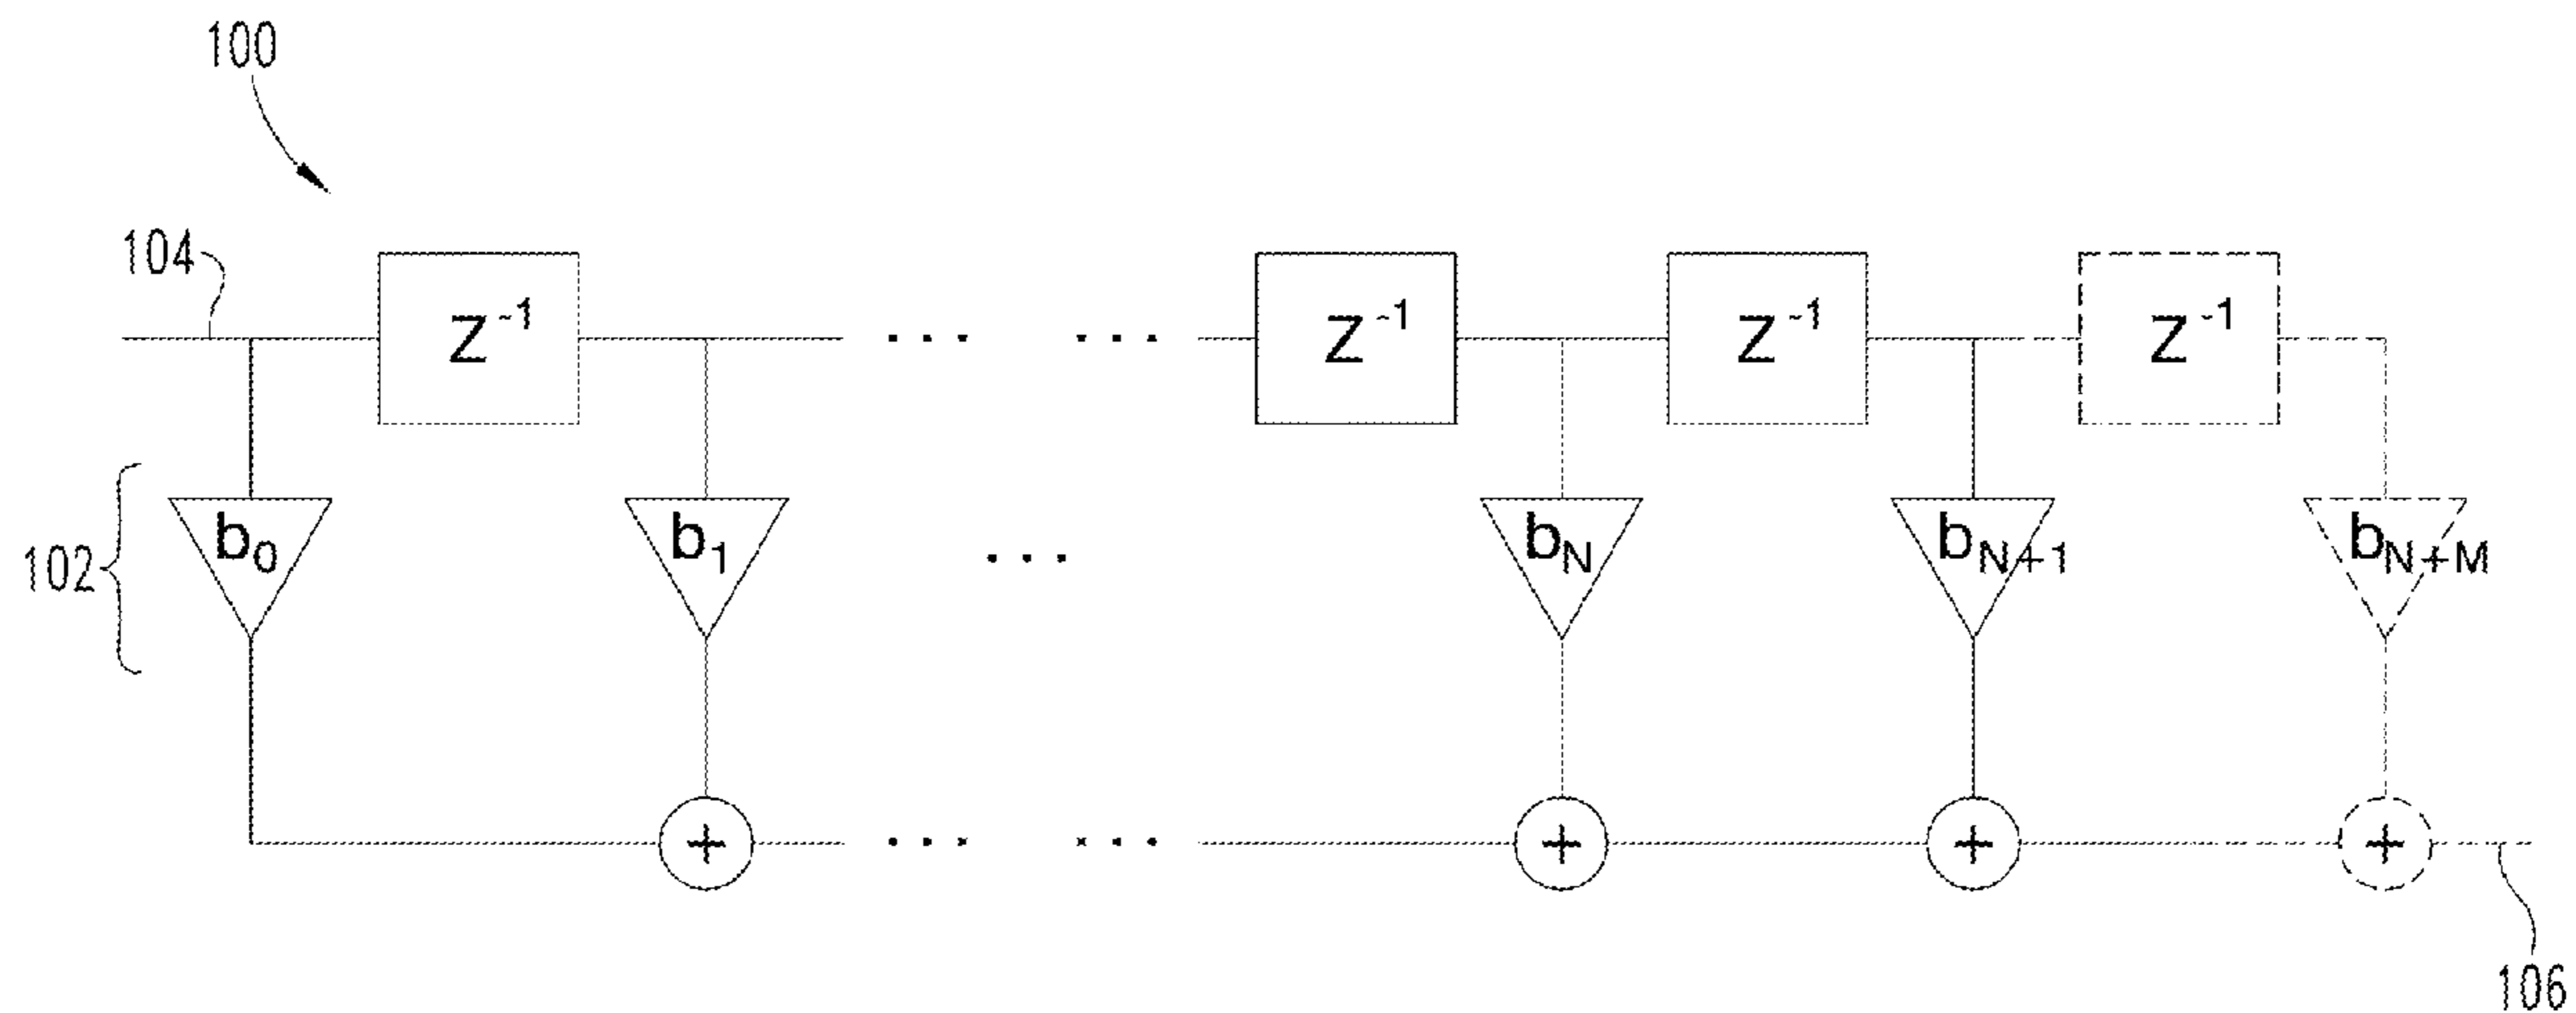 100
104
Z⁻¹ ... ... Z⁻¹ Z⁻¹ Z⁻¹
102 b₀ b₁ ... b_N b_N+1 b_N+M
+ ... ... + + +
106